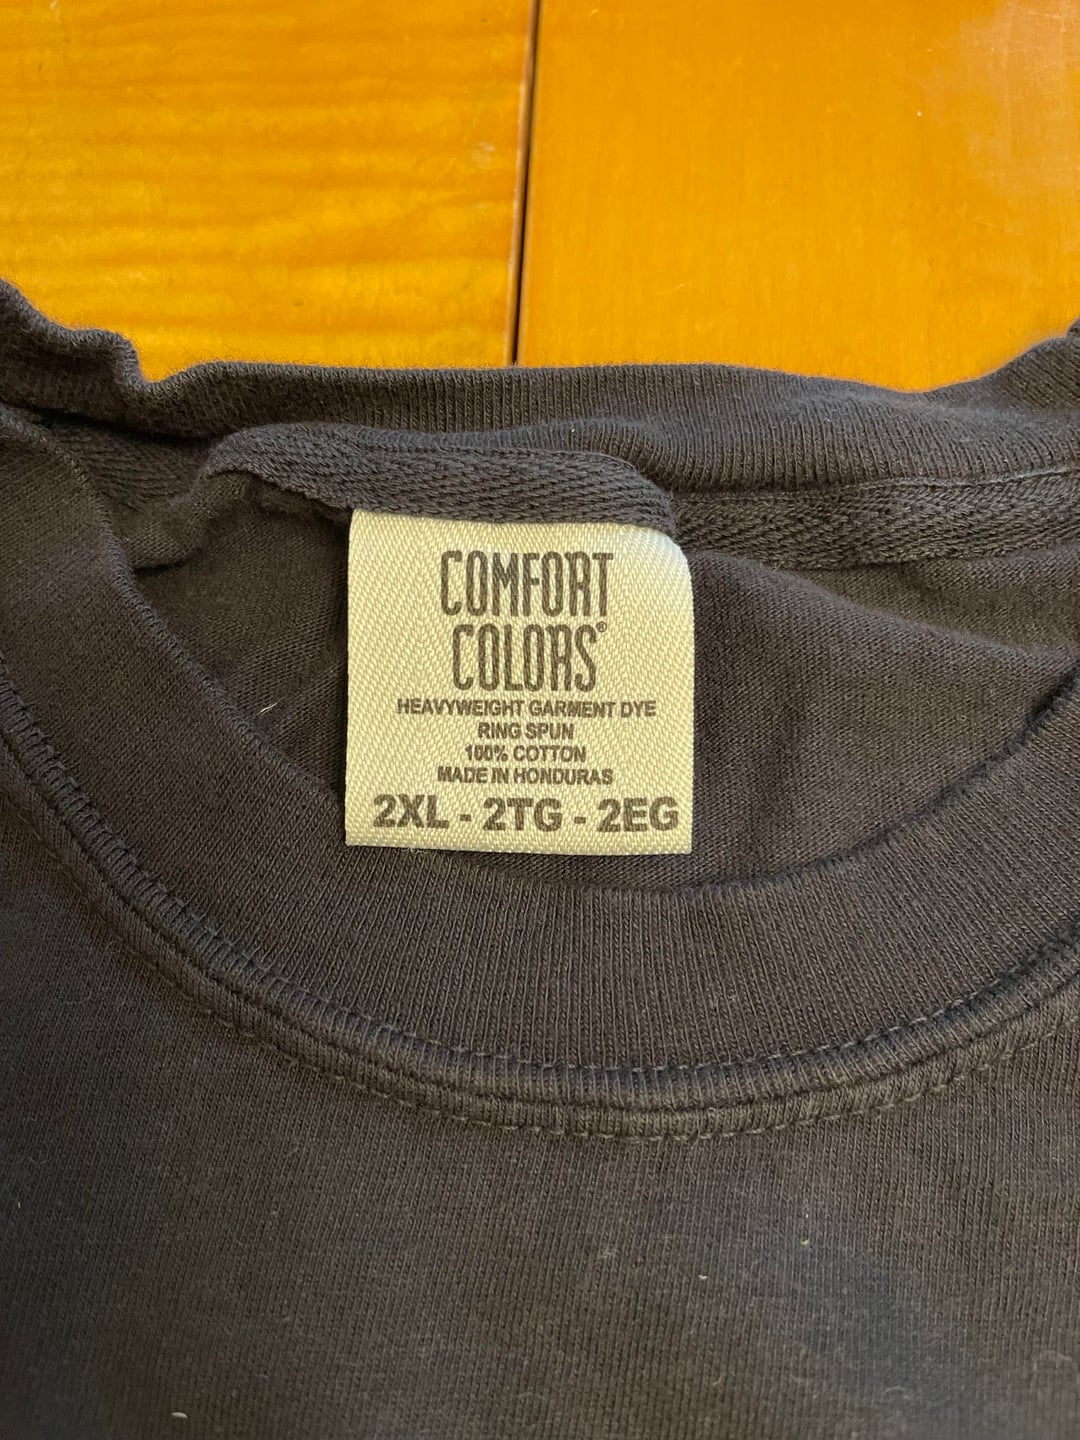 COMFORT
COLORS®
HEAVYWEIGHT GARMENT DYE
RING SPUN
100% COTTON
MADE IN HONDURAS
2XL - 2TG - 2EG